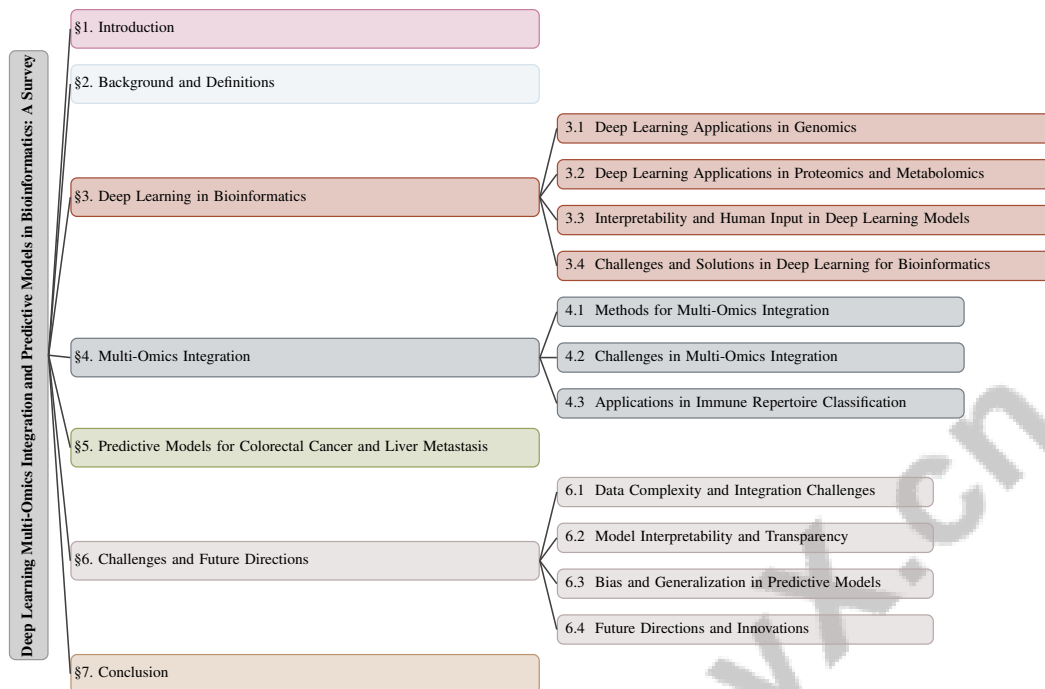 Deep Learning Multi-Omics Integration and Predictive Models in Bioinformatics: A Survey
§1. Introduction
§2. Background and Definitions
§3. Deep Learning in Bioinformatics
3.1 Deep Learning Applications in Genomics
3.2 Deep Learning Applications in Proteomics and Metabolomics
3.3 Interpretability and Human Input in Deep Learning Models
3.4 Challenges and Solutions in Deep Learning for Bioinformatics
§4. Multi-Omics Integration
4.1 Methods for Multi-Omics Integration
4.2 Challenges in Multi-Omics Integration
4.3 Applications in Immune Repertoire Classification
§5. Predictive Models for Colorectal Cancer and Liver Metastasis
§6. Challenges and Future Directions
6.1 Data Complexity and Integration Challenges
6.2 Model Interpretability and Transparency
6.3 Bias and Generalization in Predictive Models
6.4 Future Directions and Innovations
§7. Conclusion